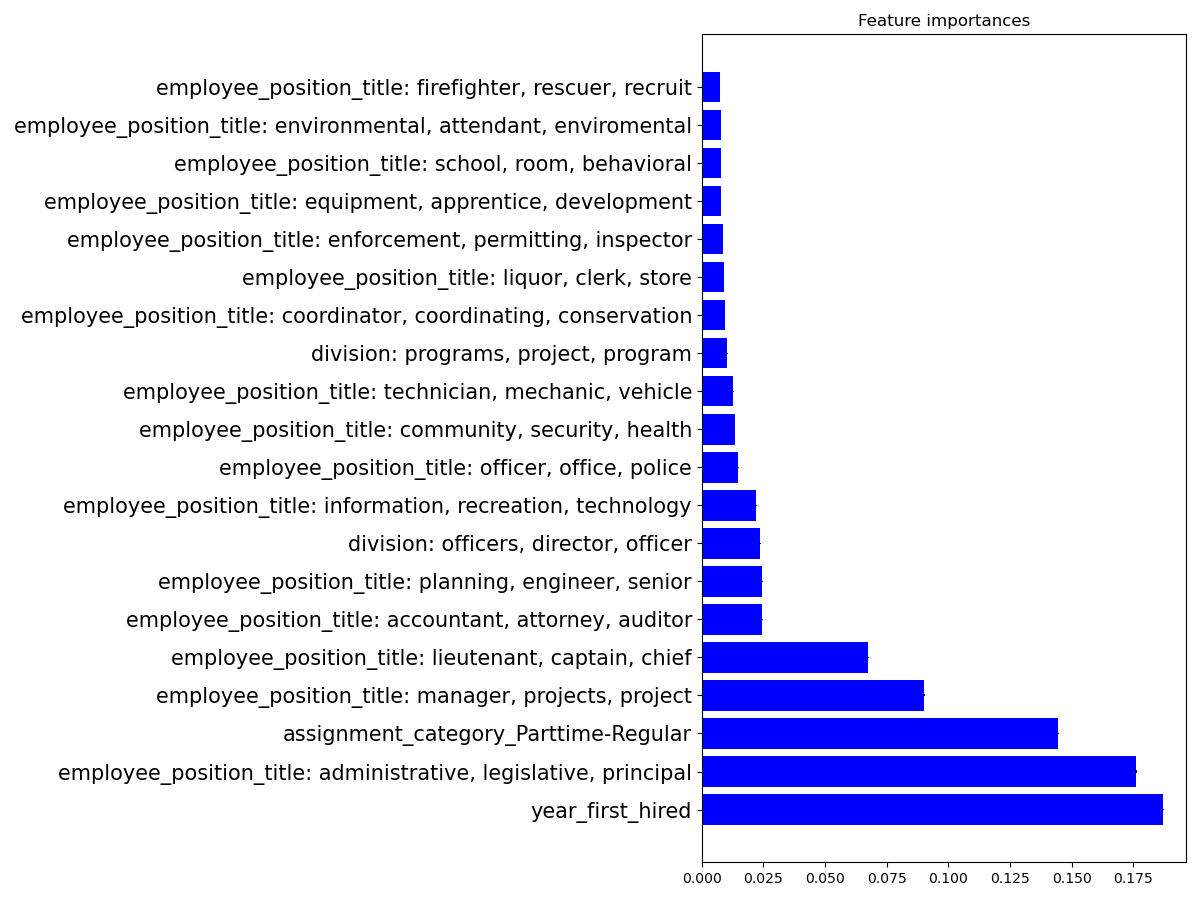 Feature importances
employee_position_title: firefighter, rescuer, recruit
employee_position_title: environmental, attendant, enviromental
employee_position_title: school, room, behavioral
employee_position_title: equipment, apprentice, development
employee_position_title: enforcement, permitting, inspector
employee_position_title: liquor, clerk, store
employee_position_title: coordinator, coordinating, conservation
division: programs, project, program
employee_position_title: technician, mechanic, vehicle
employee_position_title: community, security, health
employee_position_title: officer, office, police
employee_position_title: information, recreation, technology
division: officers, director, officer
employee_position_title: planning, engineer, senior
employee_position_title: accountant, attorney, auditor
employee_position_title: lieutenant, captain, chief
employee_position_title: manager, projects, project
assignment_category_Parttime-Regular
employee_position_title: administrative, legislative, principal
year_first_hired
0.000 0.025 0.050 0.075 0.100 0.125 0.150 0.175